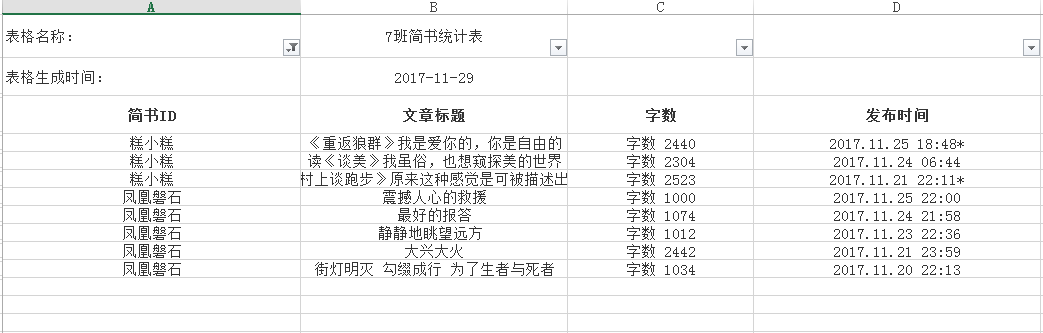 A B C D
表格名称: 7班简书统计表
表格生成时间: 2017-11-29
简书ID 文章标题 字数 发布时间
糕小糕 《重返狼群》我是爱你的，你是自由的 字数 2440 2017.11.25 18:48*
糕小糕 读《谈美》我虽俗，也想窥探美的世界 字数 2304 2017.11.24 06:44
糕小糕 村上谈跑步》原来这种感觉是可被描述出 字数 2523 2017.11.21 22:11*
凤凰磐石 震撼人心的救援 字数 1000 2017.11.25 22:00
凤凰磐石 最好的报答 字数 1074 2017.11.24 21:58
凤凰磐石 静静地眺望远方 字数 1012 2017.11.23 22:36
凤凰磐石 大兴大火 字数 2442 2017.11.21 23:59
凤凰磐石 街灯明灭 勾缀成行 为了生者与死者 字数 1034 2017.11.20 22:13